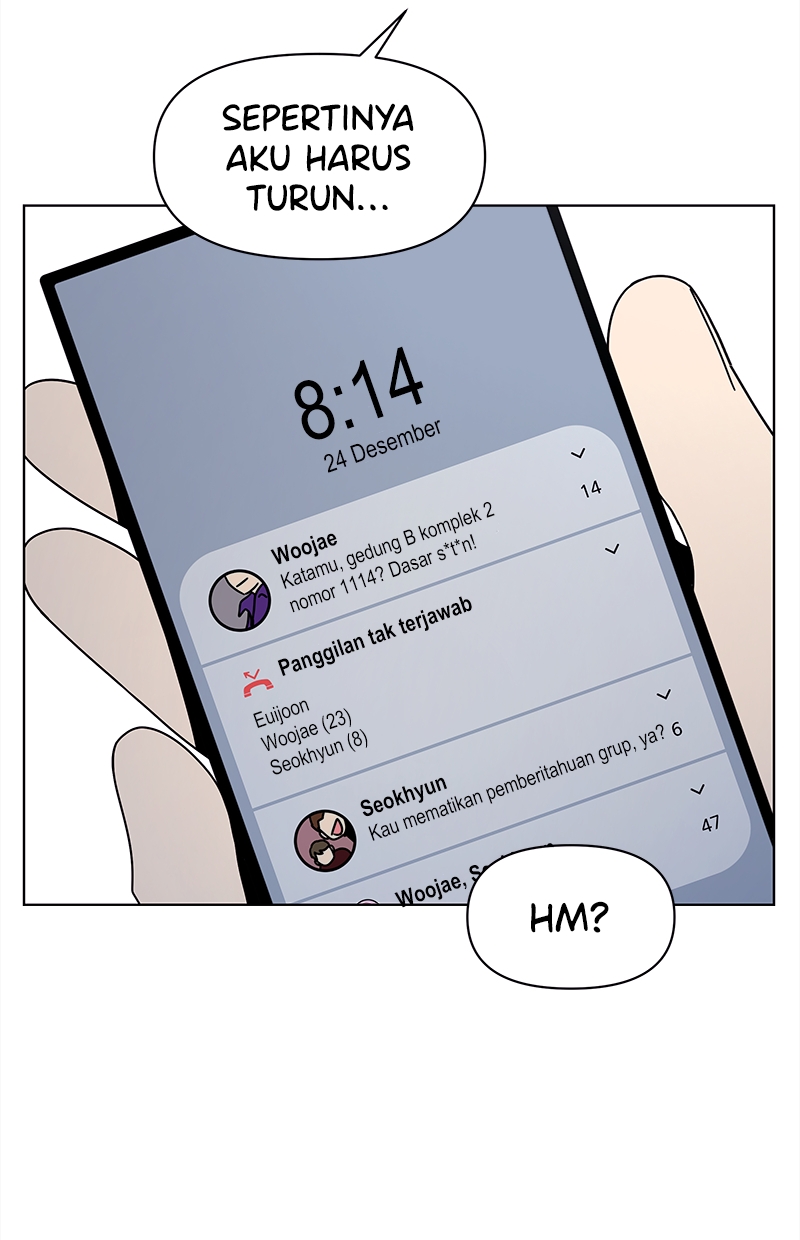 SEPERTINYA
AKU HARUS
TURUN...
8:14
24 Desember
14
Woojae
Katamu, gedung B komplek 2
nomor 1114? Dasar s*t*n!
Panggilan tak terjawab
Euijoon
Woojae (23)
Seokhyun (8)
Seokhyun
Kau mematikan pemberitahuan grup, ya? 6
47
Woojae,
HM?